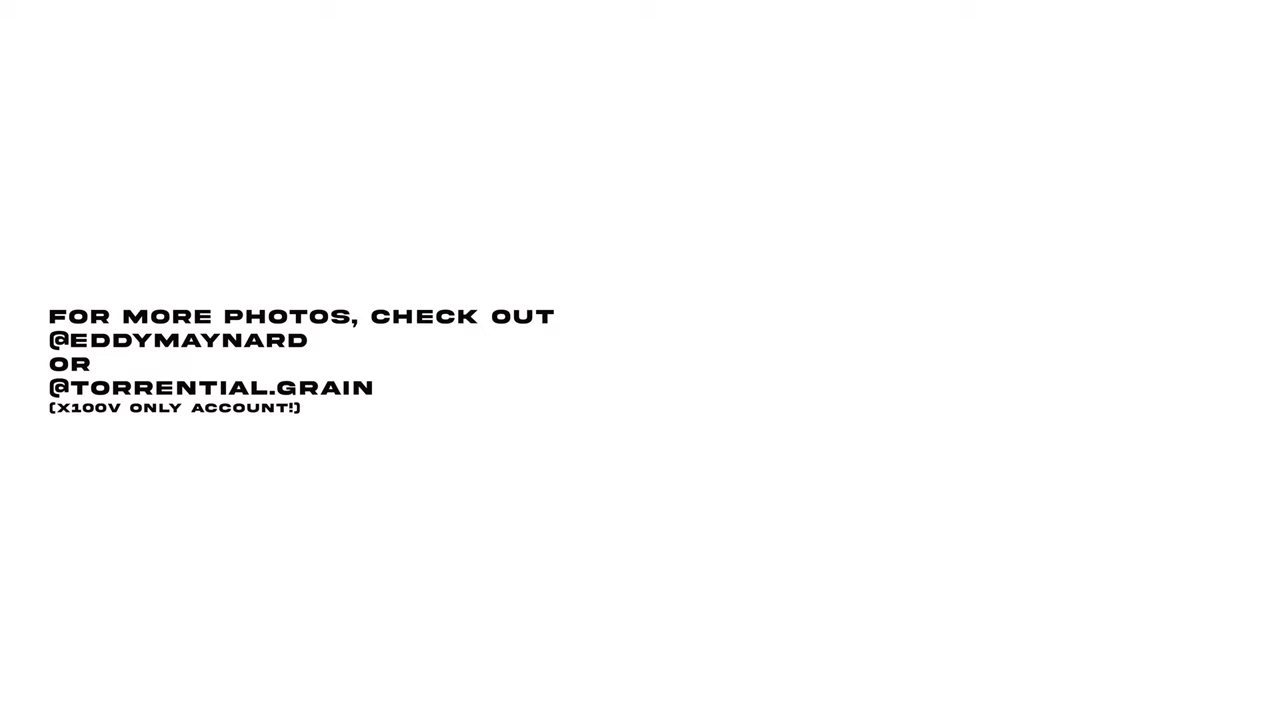 FOR MORE PHOTOS, CHECK OUT
@EDDYMAYNARD
OR
@TORRENTIAL.GRAIN
(X100V ONLY ACCOUNT!)